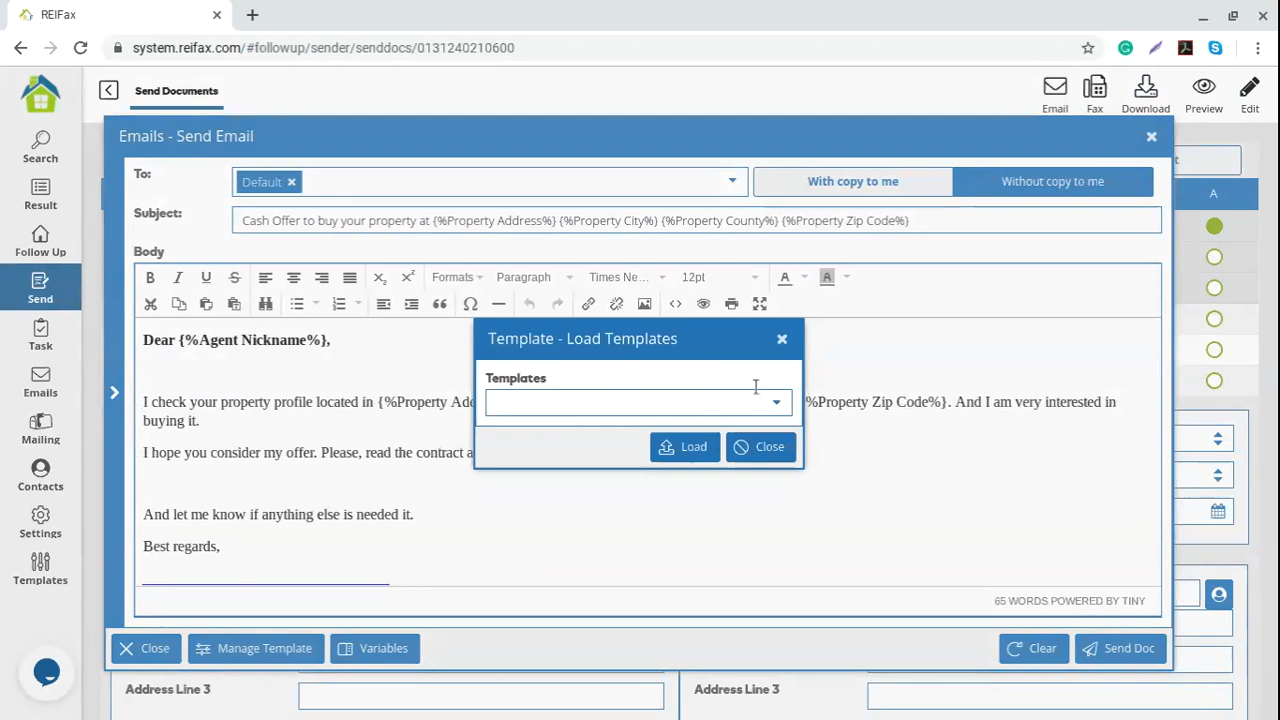 REIFax
system.reifax.com/#followup/sender/senddocs/0131240210600
Send Documents
Email
Fax
Download
Preview
Edit
Search
Result
Follow Up
Send
Task
Emails
Mailing
Contacts
Settings
Templates
Emails - Send Email
To:
Default
With copy to me
Without copy to me
A
Subject:
Cash Offer to buy your property at {%Property Address%} {%Property City%} {%Property County%} {%Property Zip Code%}
Body
Formats
Paragraph
Times Ne...
12pt
Dear {%Agent Nickname%},
I check your property profile located in {%Property Add
%Property Zip Code%}. And I am very interested in
buying it.
I hope you consider my offer. Please, read the contract a
And let me know if anything else is needed it.
Best regards,
65 WORDS POWERED BY TINY
Template - Load Templates
Templates
Load
Close
Close
Manage Template
Variables
Clear
Send Doc
Address Line 3
Address Line 3